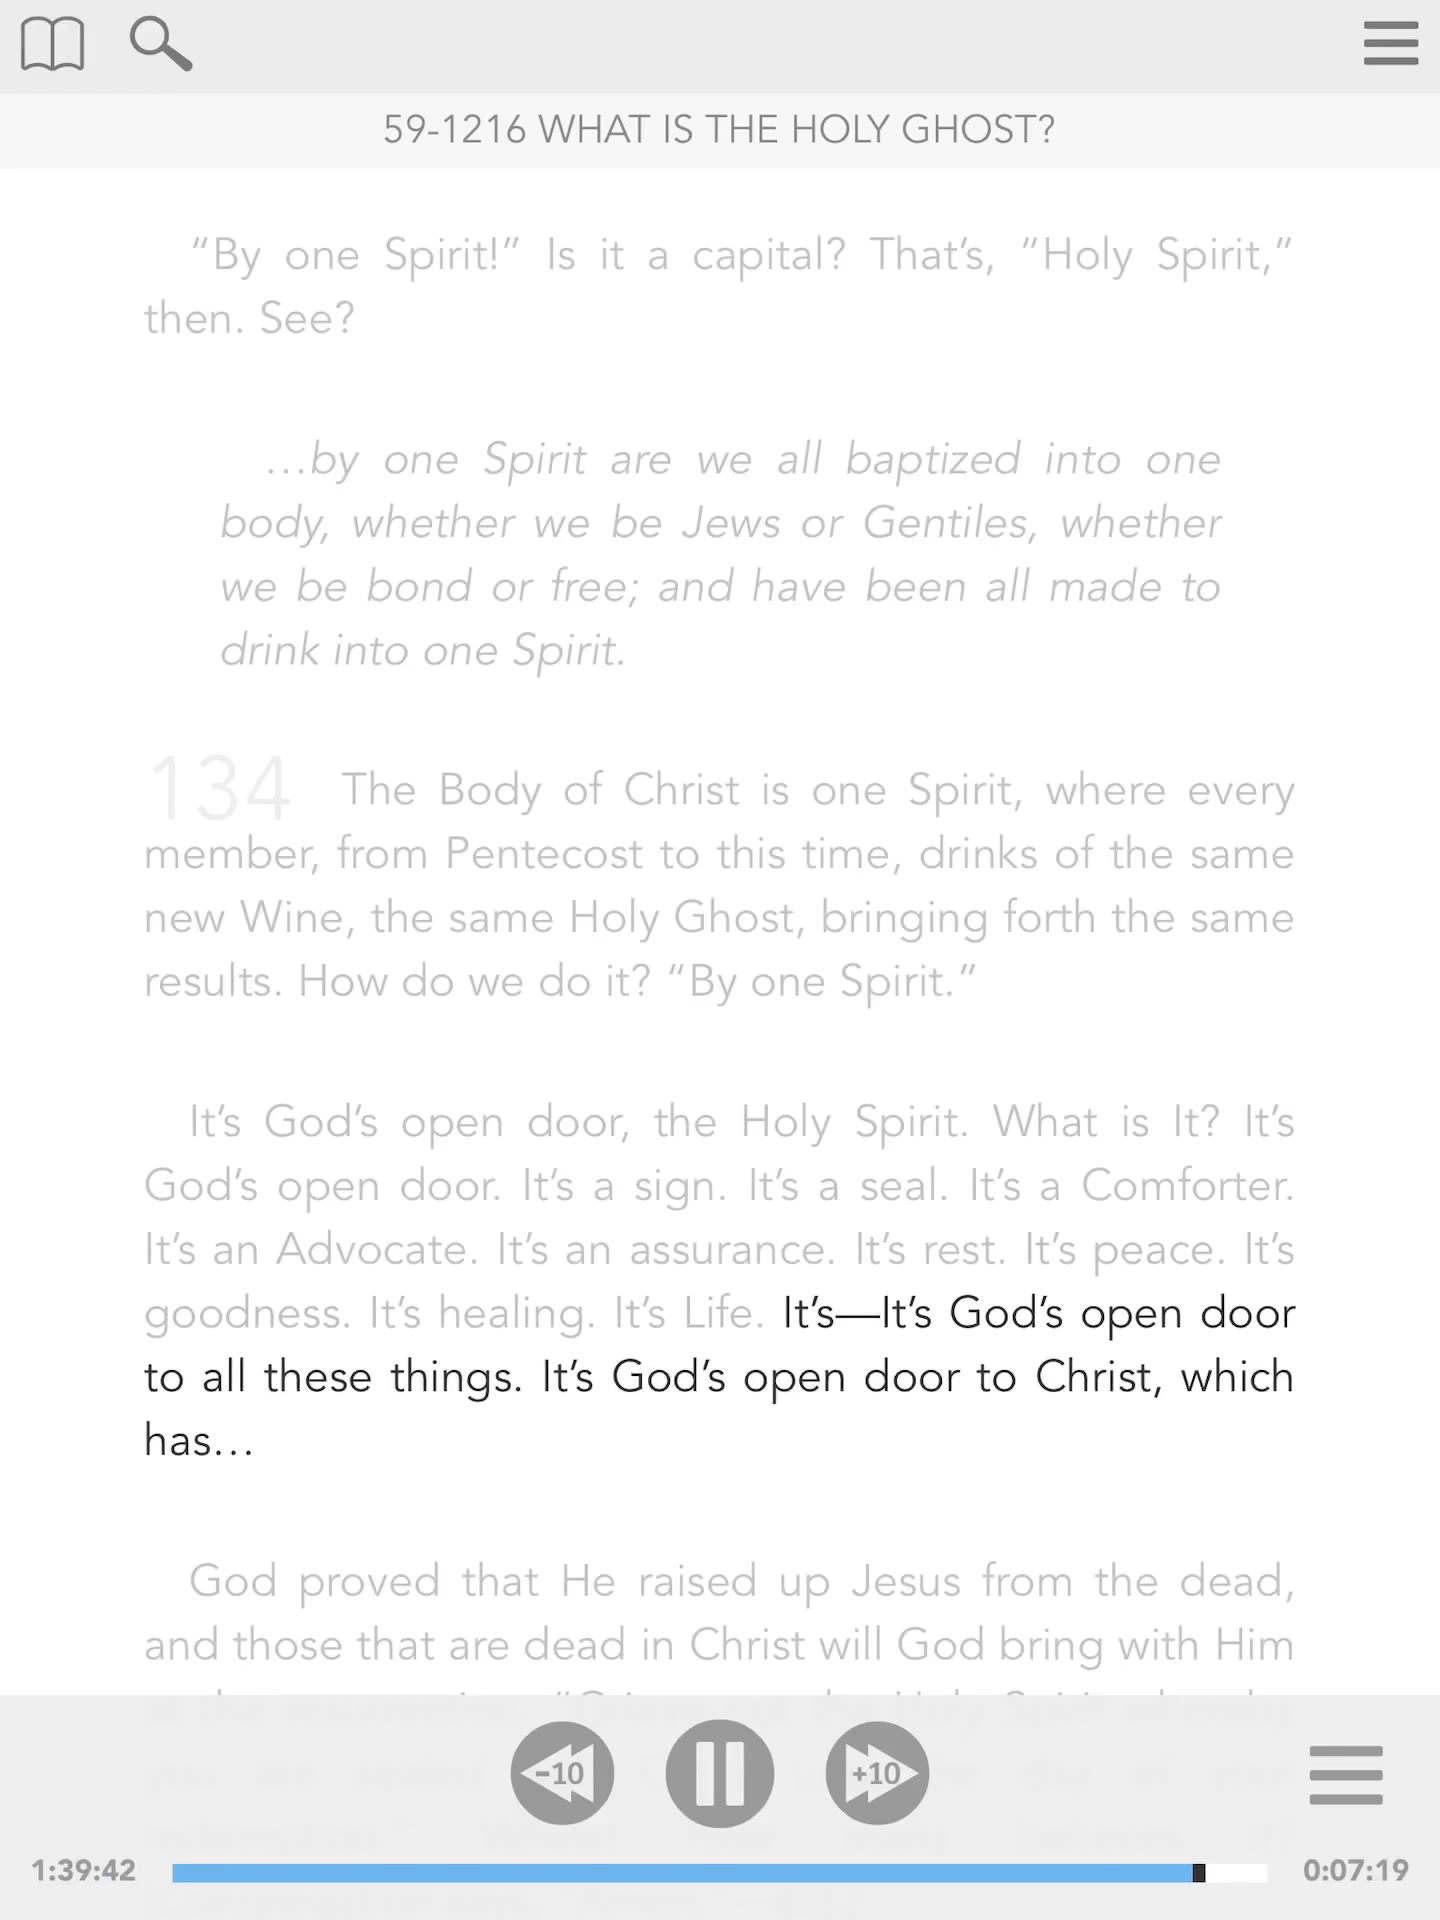 59-1216 WHAT IS THE HOLY GHOST?
“By one Spirit!” Is it a capital? That’s, “Holy Spirit,”
then. See?
…by one Spirit are we all baptized into one
body, whether we be Jews or Gentiles, whether
we be bond or free; and have been all made to
drink into one Spirit.
134 The Body of Christ is one Spirit, where every
member, from Pentecost to this time, drinks of the same
new Wine, the same Holy Ghost, bringing forth the same
results. How do we do it? “By one Spirit.”
It’s God’s open door, the Holy Spirit. What is It? It’s
God’s open door. It’s a sign. It’s a seal. It’s a Comforter.
It’s an Advocate. It’s an assurance. It’s rest. It’s peace. It’s
goodness. It’s healing. It’s Life. It’s—It’s God’s open door
to all these things. It’s God’s open door to Christ, which
has…
God proved that He raised up Jesus from the dead,
and those that are dead in Christ will God bring with Him
-10 +10
1:39:42 0:07:19